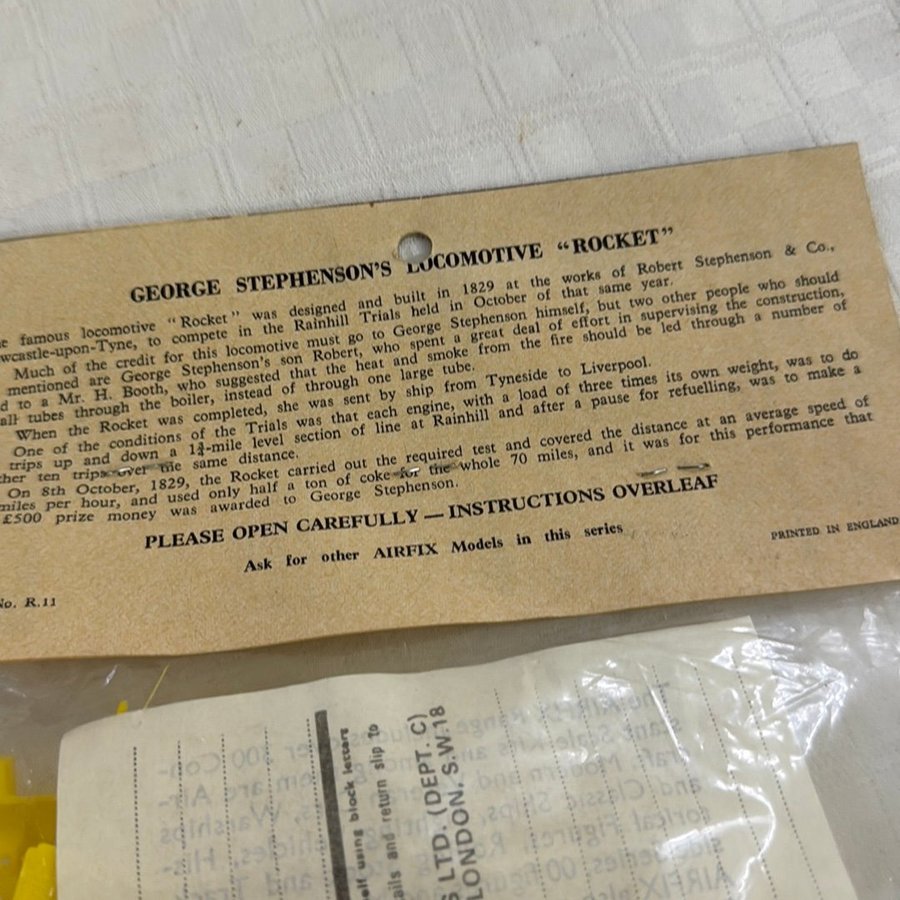 GEORGE STEPHENSON'S LOCOMOTIVE "ROCKET"
famous locomotive "Rocket" was designed and built in 1829 at the works of Robert Stephenson & Co.,
wcastle-upon-Tyne, to compete in the Rainhill Trials held in October of that same year.
Much of the credit for this locomotive must go to George Stephenson himself, but two other people who should
mentioned are George Stephenson's son Robert, who spent a great deal of effort in supervising the construction,
d to a Mr. H. Booth, who suggested that the heat and smoke from the fire should be led through a number of
all tubes through the boiler, instead of through one large tube.
When the Rocket was completed, she was sent by ship from Tyneside to Liverpool.
One of the conditions of the Trials was that each engine, with a load of three times its own weight, was to do
trips up and down a 1¾-mile level section of line at Rainhill and after a pause for refuelling, was to make a
ther ten trips over the same distance.
On 8th October, 1829, the Rocket carried out the required test and covered the distance at an average speed of
miles per hour, and used only half a ton of coke for the whole 70 miles, and it was for this performance that
£500 prize money was awarded to George Stephenson.
PLEASE OPEN CAREFULLY — INSTRUCTIONS OVERLEAF
Ask for other AIRFIX Models in this series
PRINTED IN ENGLAND
No. R.11
elf using block letters
ails and return slip to
S LTD. (DEPT. C)
LONDON. S.W.18